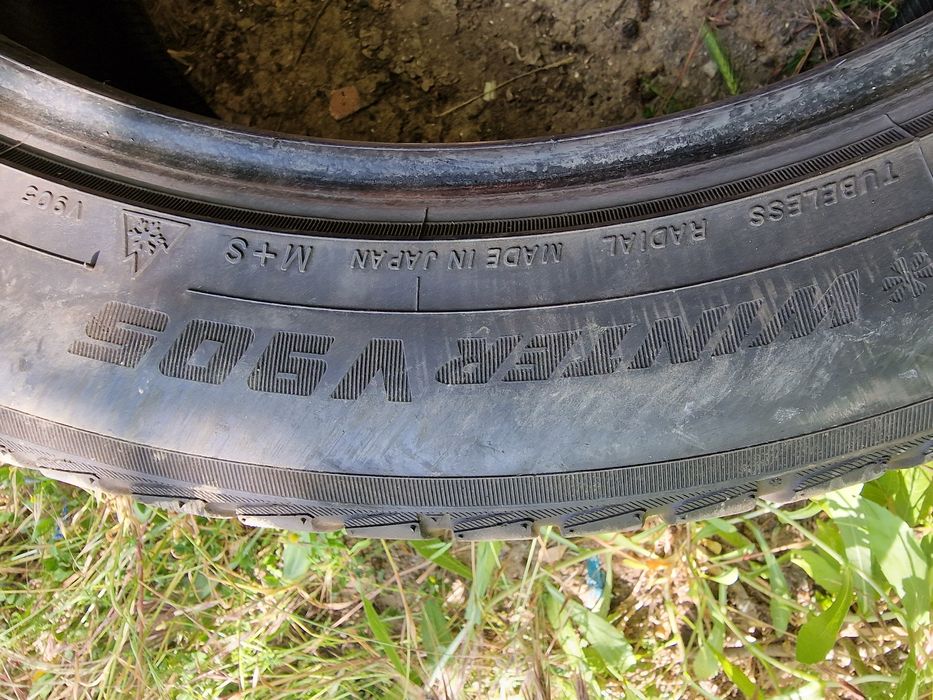 WINTER V905
TUBELESS RADIAL MADE IN JAPAN M+S V905